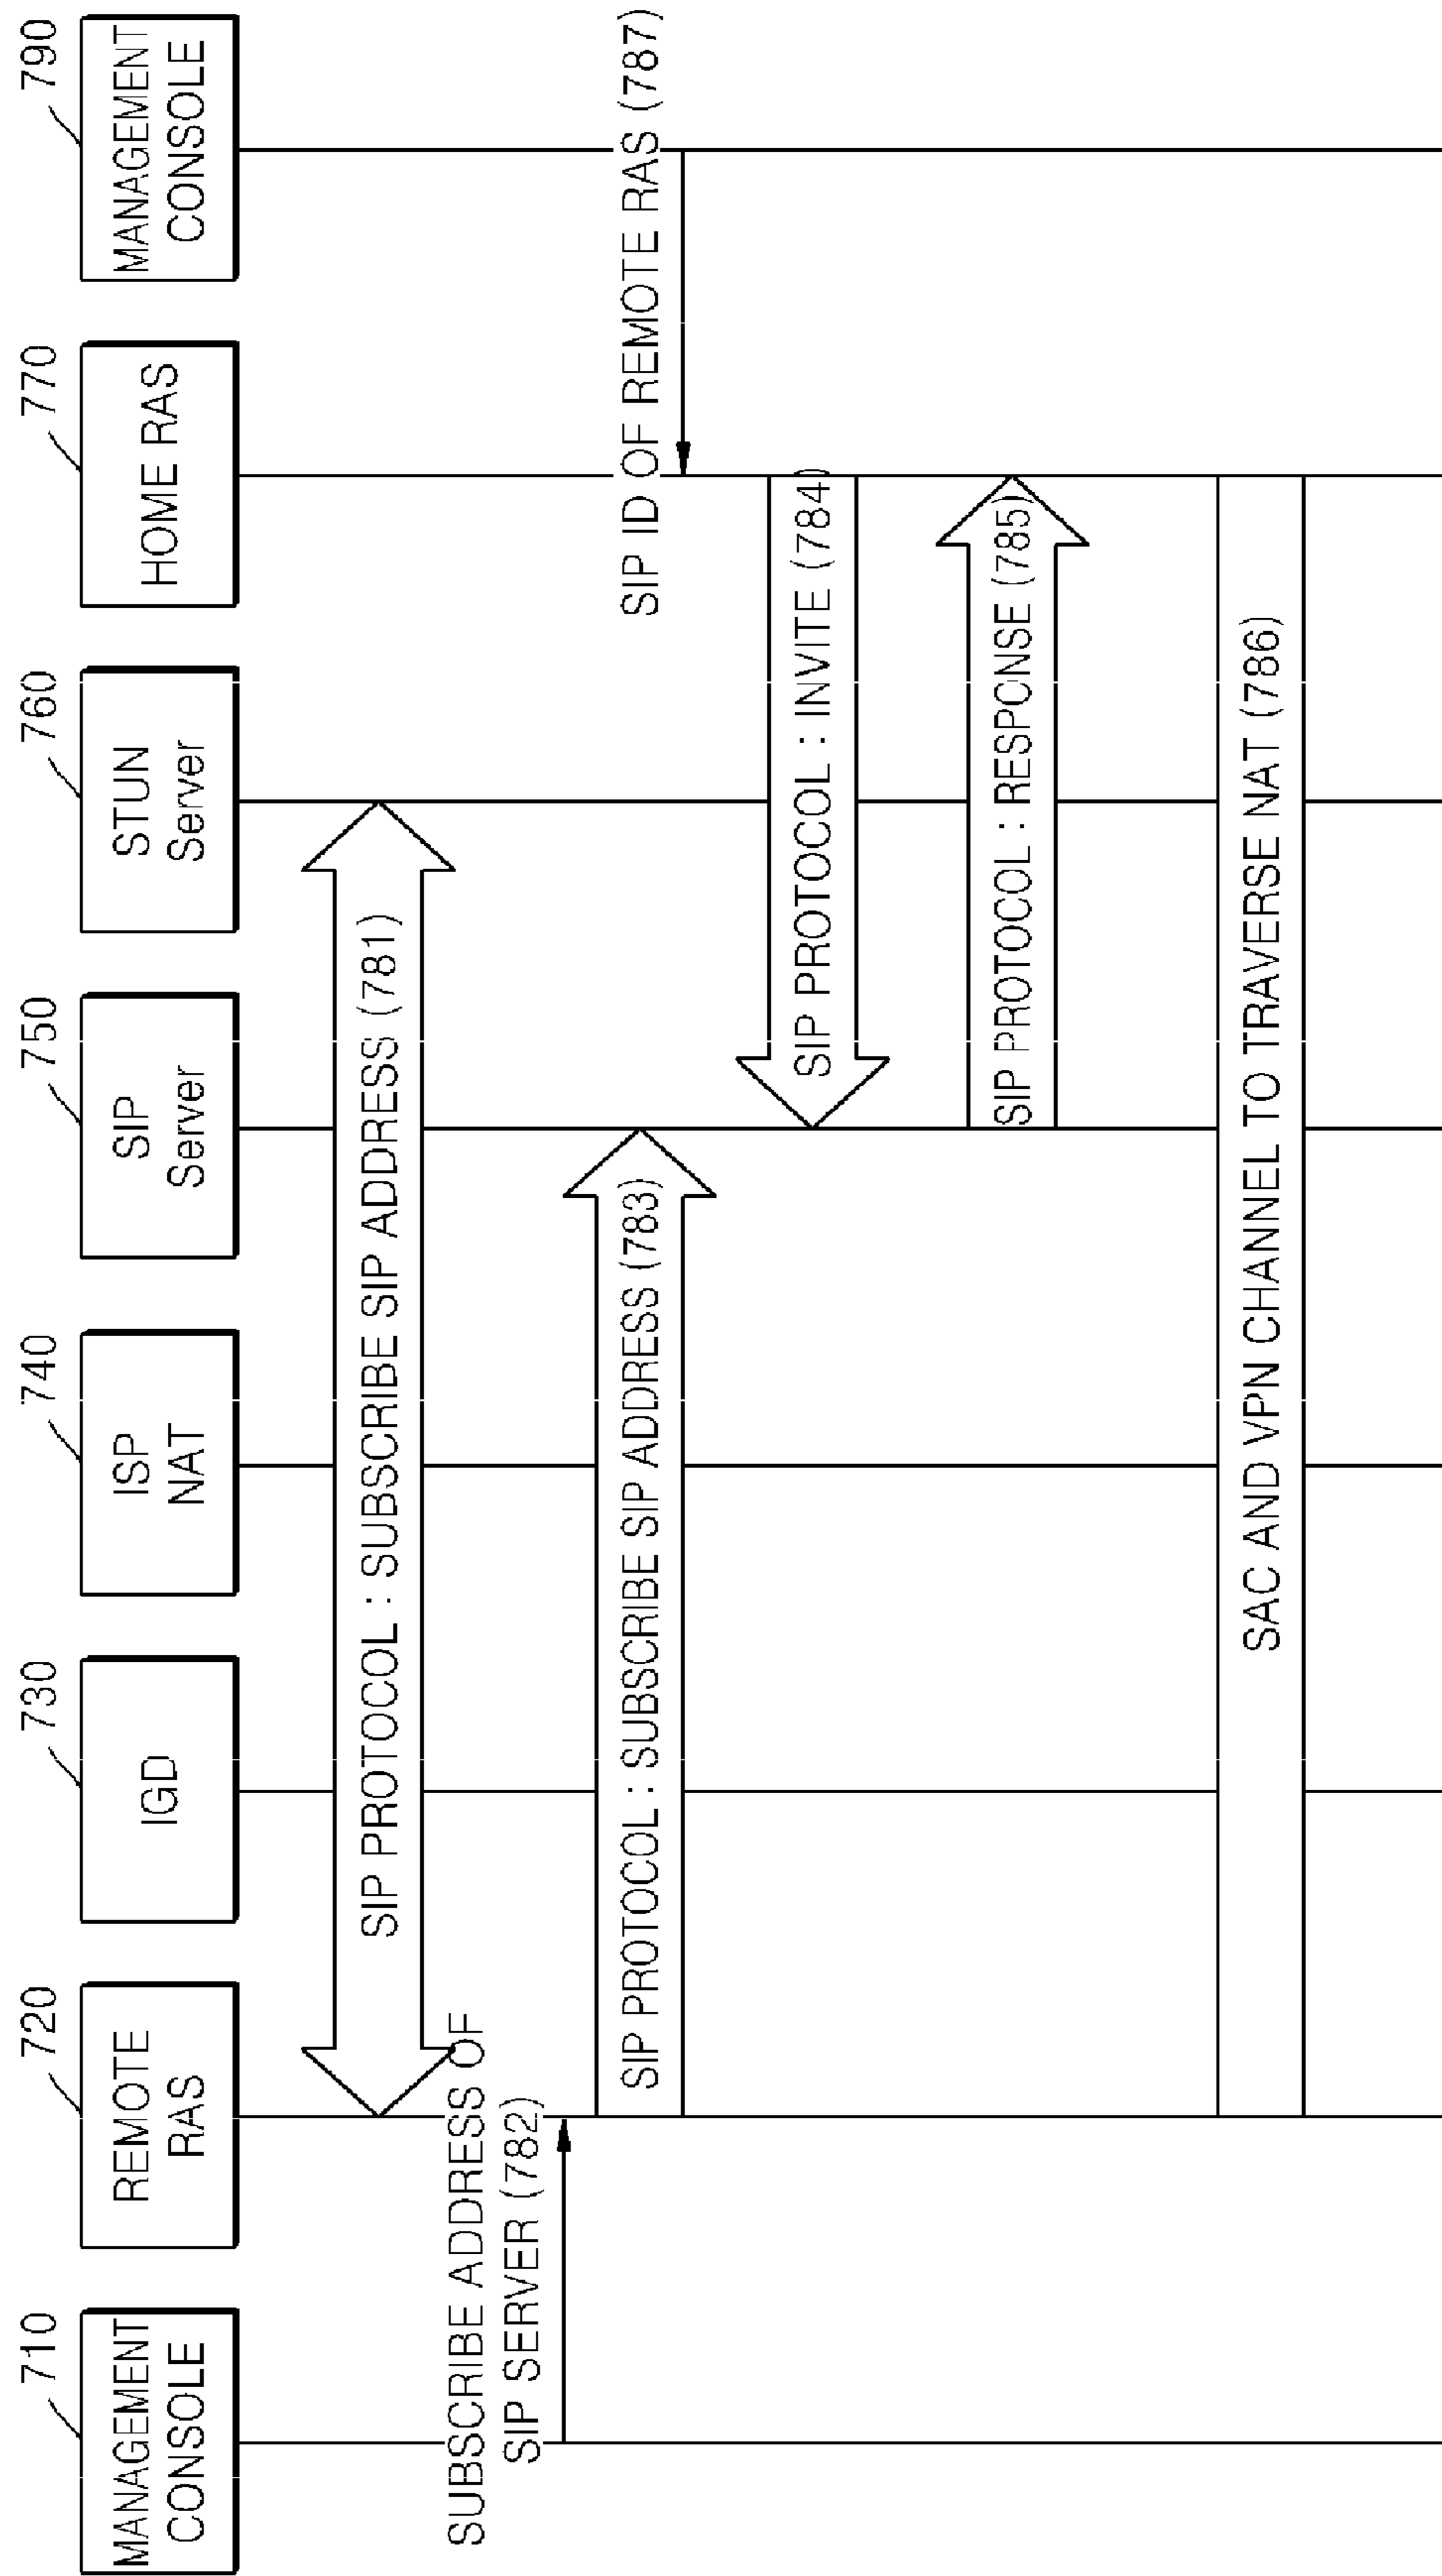 710
MANAGEMENT
CONSOLE
720
REMOTE
RAS
730
IGD
740
ISP
NAT
750
SIP
Server
760
STUN
Server
770
HOME RAS
790
MANAGEMENT
CONSOLE
SIP PROTOCOL : SUBSCRIBE SIP ADDRESS (781)
SUBSCRIBE ADDRESS OF
SIP SERVER (782)
SIP PROTOCOL : SUBSCRIBE SIP ADDRESS (783)
SIP ID OF REMOTE RAS (787)
SIP PROTOCOL : INVITE (784)
SIP PROTOCOL : RESPONSE (785)
SAC AND VPN CHANNEL TO TRAVERSE NAT (786)